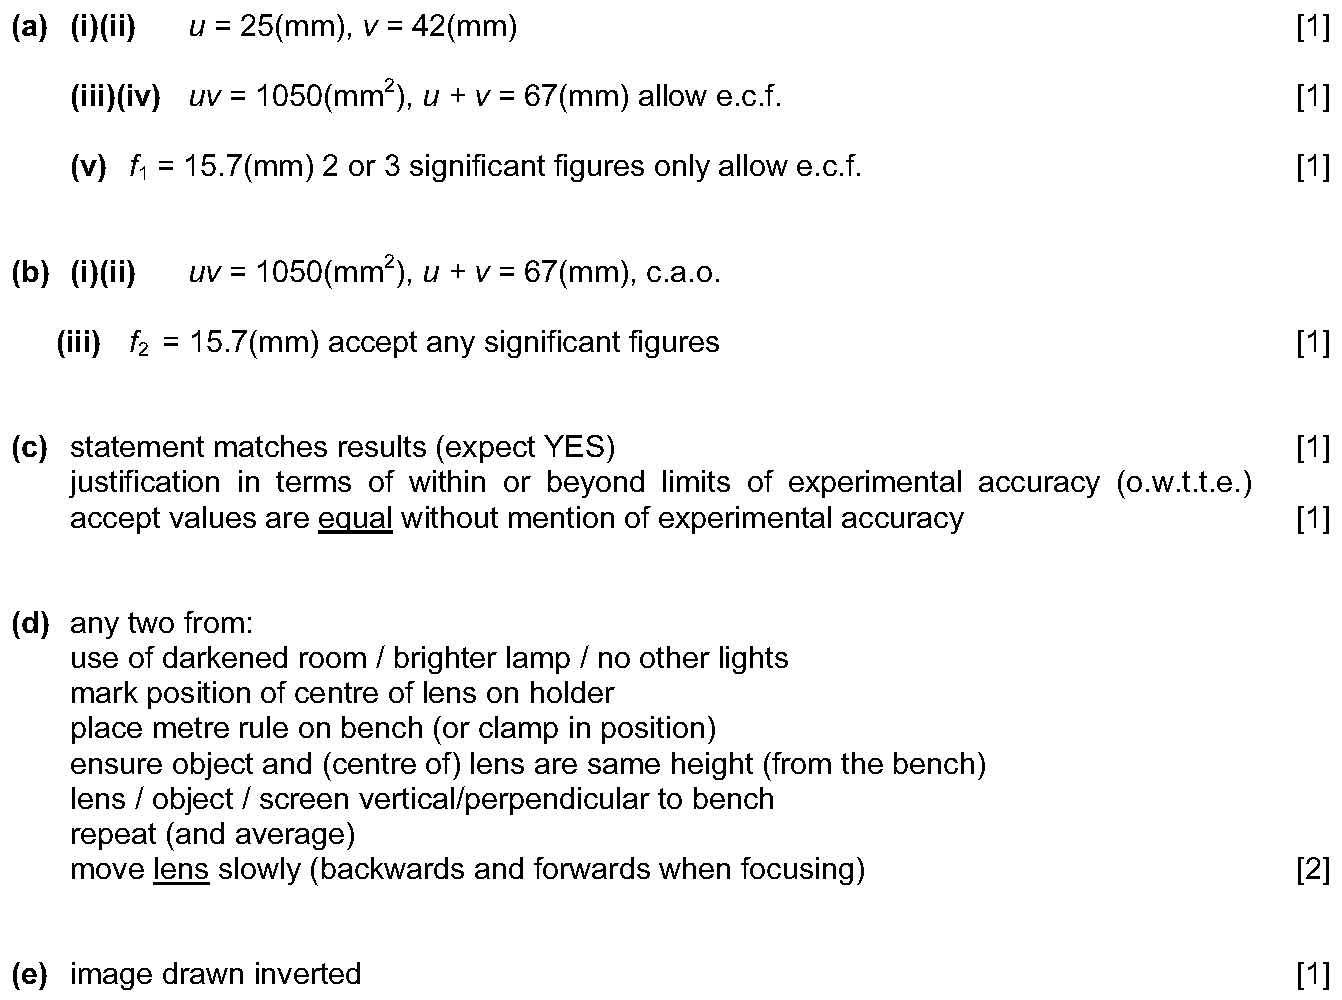 (a) (i)(ii) u = 25(mm), v = 42(mm) [1]
(iii)(iv) uv = 1050(mm²), u + v = 67(mm) allow e.c.f. [1]
(v) f₁ = 15.7(mm) 2 or 3 significant figures only allow e.c.f. [1]
(b) (i)(ii) uv = 1050(mm²), u + v = 67(mm), c.a.o.
(iii) f₂ = 15.7(mm) accept any significant figures [1]
(c) statement matches results (expect YES) [1]
justification in terms of within or beyond limits of experimental accuracy (o.w.t.t.e.)
accept values are equal without mention of experimental accuracy [1]
(d) any two from:
use of darkened room / brighter lamp / no other lights
mark position of centre of lens on holder
place metre rule on bench (or clamp in position)
ensure object and (centre of) lens are same height (from the bench)
lens / object / screen vertical/perpendicular to bench
repeat (and average)
move lens slowly (backwards and forwards when focusing) [2]
(e) image drawn inverted [1]